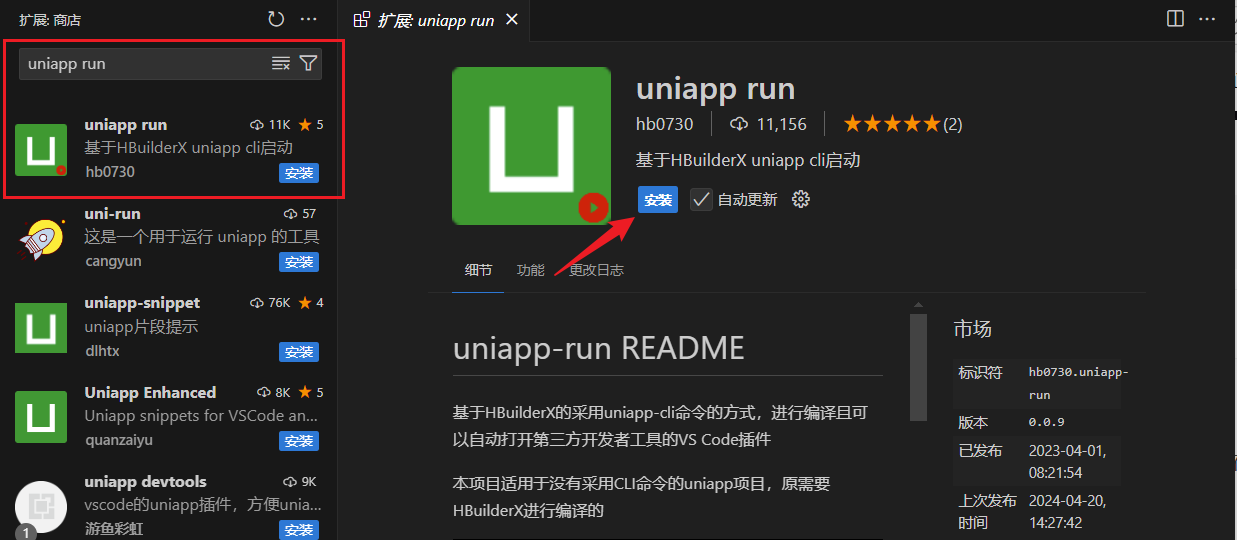 扩展: 商店
uniapp run
uniapp run 11K 5
基于HBuilderX uniapp cli启动
hb0730 安装
uni-run 57
这是一个用于运行 uniapp 的工具
cangyun 安装
uniapp-snippet 76K 4
uniapp片段提示
dlhtx 安装
Uniapp Enhanced 8K 5
Uniapp snippets for VSCode an...
quanzaiyu 安装
uniapp devtools 9K
vscode的uniapp插件，方便unia...
游鱼彩虹 安装
1
扩展: uniapp run
uniapp run
hb0730 11,156 (2)
基于HBuilderX uniapp cli启动
安装 自动更新
细节 功能 更改日志
uniapp-run README
基于HBuilderX的采用uniapp-cli命令的方式，进行编译且可
以自动打开第三方开发者工具的VS Code插件
本项目适用于没有采用CLI命令的uniapp项目，原需要
HBuilderX进行编译的
市场
标识符 hb0730.uniapp-
run
版本 0.0.9
已发布 2023-04-01,
08:21:54
上次发布 2024-04-20,
时间 14:27:42